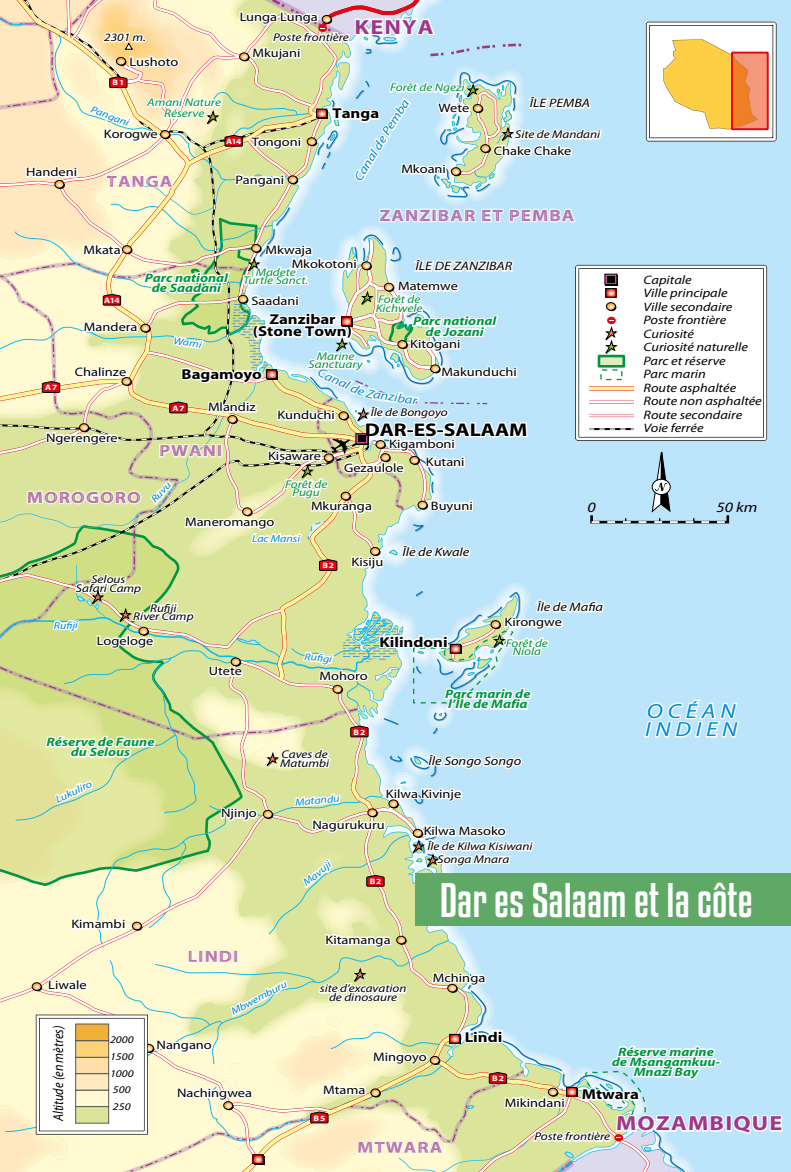 Lunga Lunga
KENYA
Poste frontière
2301 m.
Lushoto
Mkujani
B1
Forêt de Ngezi
ÎLE PEMBA
Wete
Amani Nature
Réserve
Pangani
Tanga
Canal de Pemba
Site de Mandani
Korogwe
A14
Tongoni
Chake Chake
Handeni
TANGA
Pangani
Mkoani
ZANZIBAR ET PEMBA
Mkata
Mkwaja
Mkokotoni
ÎLE DE ZANZIBAR
Madete
Turtle Sanct.
Parc national
de Saadani
Matemwe
A14
Saadani
Forêt de
Kichwele
Mandera
Zanzibar
(Stone Town)
Parc national
de Jozani
Wami
Kitogani
Marine
Sanctuary
Chalinze
Bagamoyo
Makunduchi
A7
Canal de Zanzibar
A7
Mlandiz
Kunduchi
Île de Bongoyo
Ngerengere
DAR-ES-SALAAM
PWANI
Kigamboni
Kisaware
Gezaulole
Kutani
MOROGORO
Ruvu
Forêt de
Pugu
Mkuranga
Buyuni
Maneromango
Lac Mansi
Île de Kwale
Kisiju
B2
Selous
Safari Camp
Rufiji
River Camp
Île de Mafia
Kirongwe
Rufiji
Logeloge
Kilindoni
Forêt de
Niola
Rufigi
Utete
Mohoro
Parc marin de
l'Île de Mafia
OCÉAN
INDIEN
B2
Réserve de Faune
du Selous
Caves de
Matumbi
Île Songo Songo
Lukuliro
Matandu
Kilwa Kivinje
Njinjo
Nagurukuru
Kilwa Masoko
Île de Kilwa Kisiwani
Songa Mnara
Mavuji
B2
Dar es Salaam et la côte
Kimambi
Kitamanga
LINDI
Mchinga
Liwale
Mbwemburu
site d'excavation
de dinosaure
Lindi
Nangano
Mingoyo
Réserve marine
de Msangamkuu-
Mnazi Bay
B2
Nachingwea
Mtama
Mikindani
Mtwara
B5
MOZAMBIQUE
Poste frontière
MTWARA
Capitale
Ville principale
Ville secondaire
Poste frontière
Curiosité
Curiosité naturelle
Parc et réserve
Parc marin
Route asphaltée
Route non asphaltée
Route secondaire
Voie ferrée
N
0 50 km
Altitude (en mètres)
2000
1500
1000
500
250